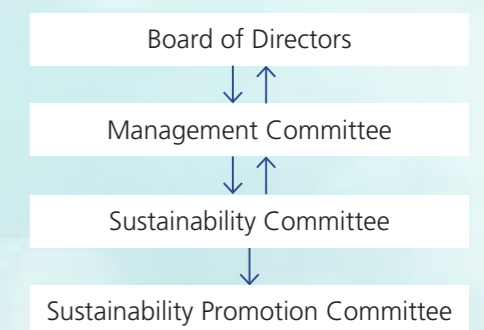 Board of Directors
Management Committee
Sustainability Committee
Sustainability Promotion Committee